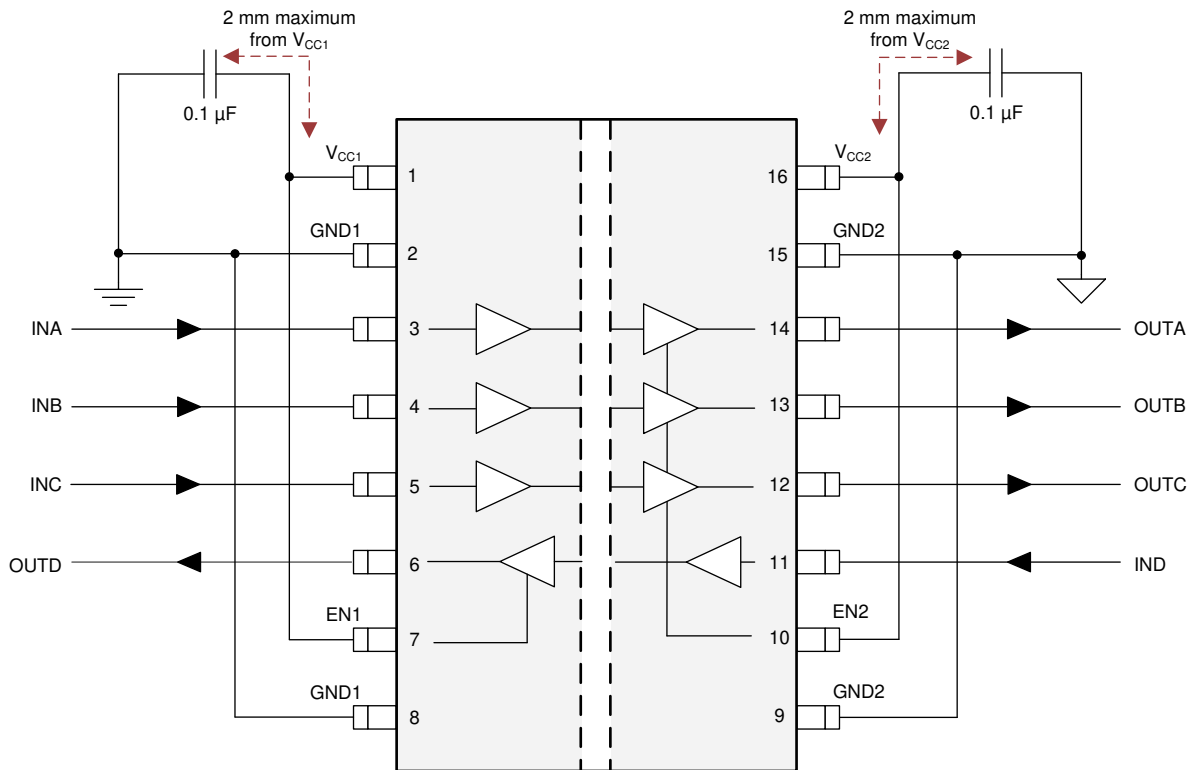 2 mm maximum
from VCC1
2 mm maximum
from VCC2
0.1 µF
0.1 µF
VCC1
1
16
VCC2
GND1
2
15
GND2
INA
3
14
OUTA
INB
4
13
OUTB
INC
5
12
OUTC
OUTD
6
11
IND
EN1
7
10
EN2
GND1
8
9
GND2